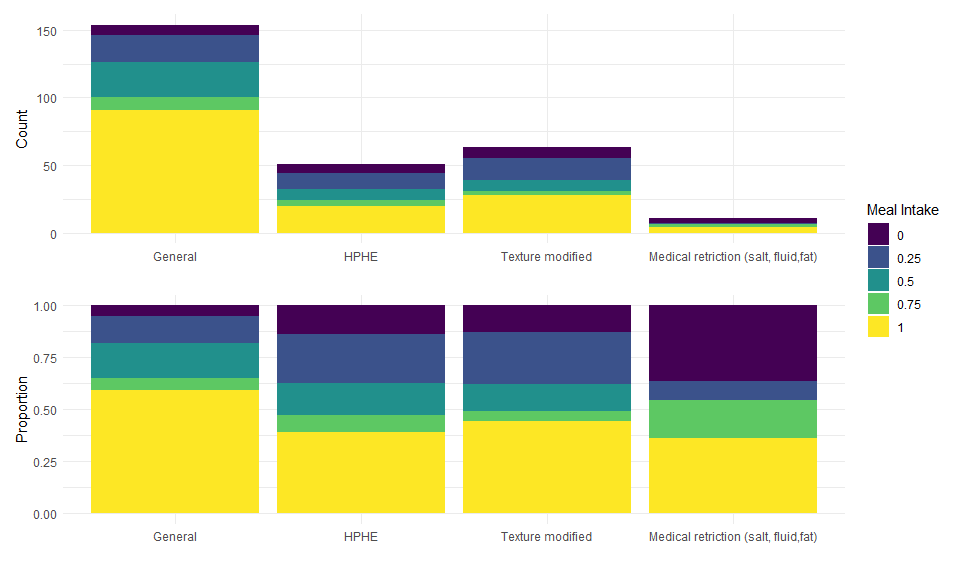 150
100
50
0
Count
General
HPHE
Texture modified
Medical retriction (salt, fluid,fat)
1.00
0.75
0.50
0.25
0.00
Proportion
General
HPHE
Texture modified
Medical retriction (salt, fluid,fat)
Meal Intake
0
0.25
0.5
0.75
1